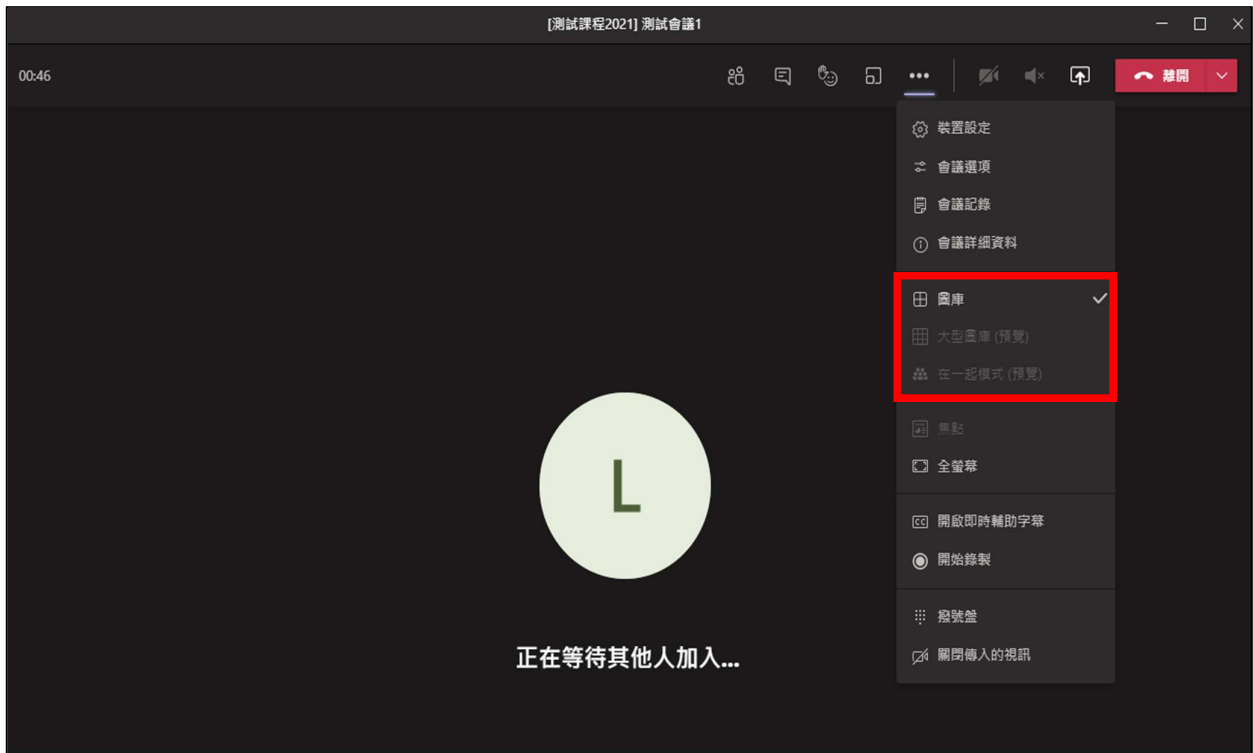 [測試課程2021] 測試會議1
00:46
離開
裝置設定
會議選項
會議記錄
會議詳細資料
圖庫
大型圖庫 (預覽)
在一起模式 (預覽)
焦點
全螢幕
CC 開啟即時輔助字幕
開始錄製
撥號盤
關閉傳入的視訊
L
正在等待其他人加入...